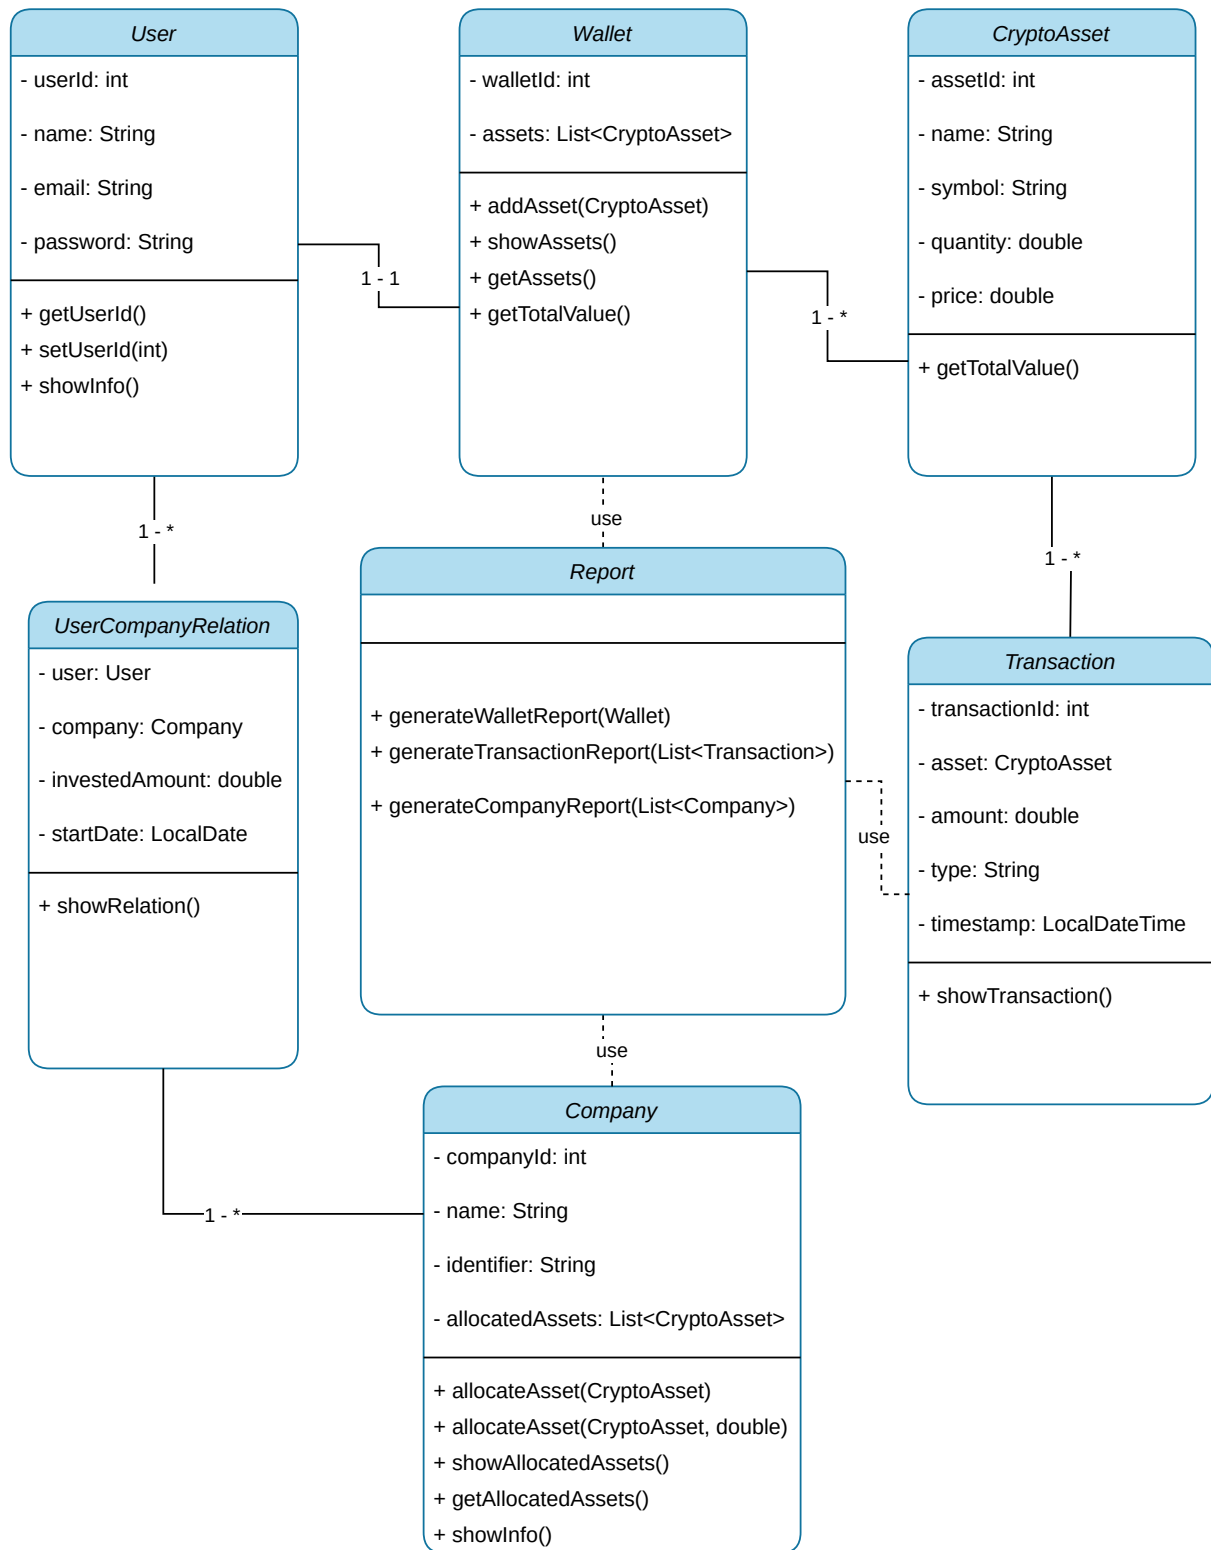 User
- userId: int
- name: String
- email: String
- password: String
+ getUserId()
+ setUserId(int)
+ showInfo()
1 - 1
Wallet
- walletId: int
- assets: List<CryptoAsset>
+ addAsset(CryptoAsset)
+ showAssets()
+ getAssets()
+ getTotalValue()
1 - *
CryptoAsset
- assetId: int
- name: String
- symbol: String
- quantity: double
- price: double
+ getTotalValue()
1 - *
use
1 - *
UserCompanyRelation
- user: User
- company: Company
- investedAmount: double
- startDate: LocalDate
+ showRelation()
Report
+ generateWalletReport(Wallet)
+ generateTransactionReport(List<Transaction>)
+ generateCompanyReport(List<Company>)
use
Transaction
- transactionId: int
- asset: CryptoAsset
- amount: double
- type: String
- timestamp: LocalDateTime
+ showTransaction()
use
1 - *
Company
- companyId: int
- name: String
- identifier: String
- allocatedAssets: List<CryptoAsset>
+ allocateAsset(CryptoAsset)
+ allocateAsset(CryptoAsset, double)
+ showAllocatedAssets()
+ getAllocatedAssets()
+ showInfo()